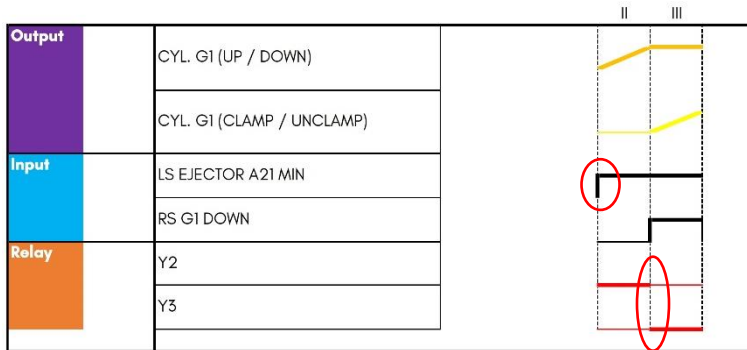 II III
Output
CYL. G1 (UP / DOWN)
CYL. G1 (CLAMP / UNCLAMP)
Input
LS EJECTOR A21 MIN
RS G1 DOWN
Relay
Y2
Y3